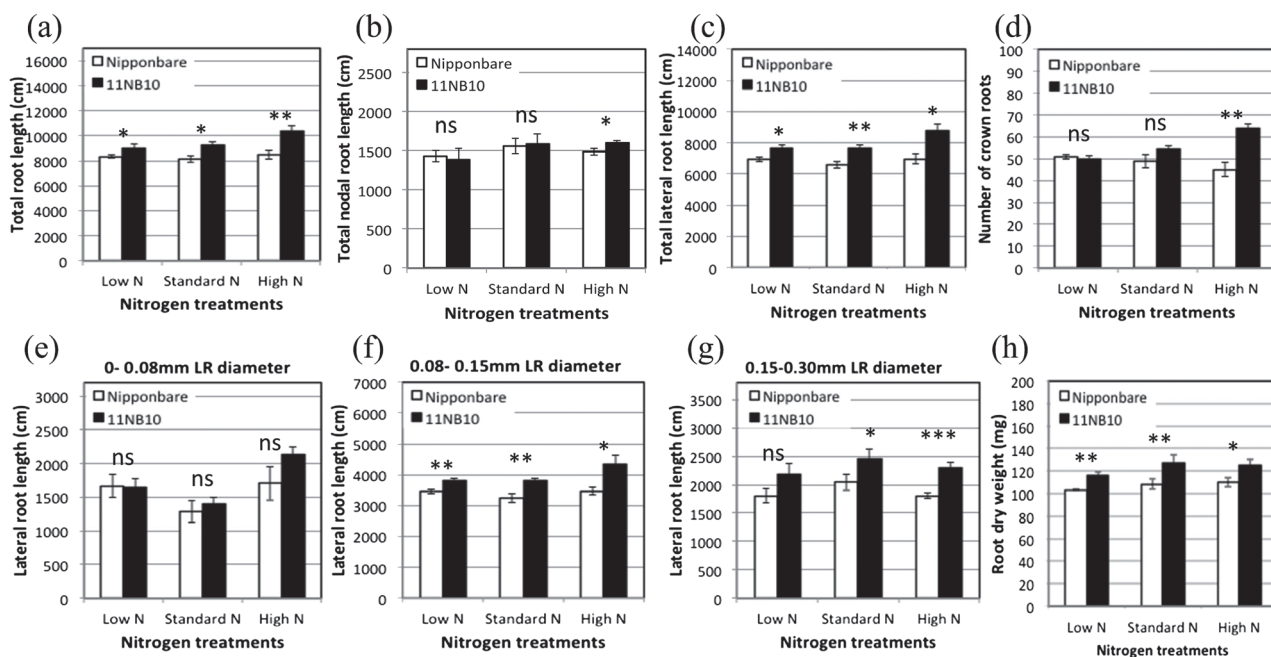 (a)
Total root length (cm)
16000
14000
12000
10000
8000
6000
4000
2000
0
Nipponbare
11NB10
*
*
**
Low N Standard N High N
Nitrogen treatments
(b)
Total nodal root length (cm)
2500
2000
1500
1000
500
0
Nipponbare
11NB10
ns
ns
*
Low N Standard N High N
Nitrogen treatments
(c)
Total lateral root length (cm)
14000
12000
10000
8000
6000
4000
2000
0
Nipponbare
11NB10
*
**
*
Low N Standard N High N
Nitrogen treatments
(d)
Number of crown roots
100
90
80
70
60
50
40
30
20
10
0
Nipponbare
11NB10
ns
ns
**
Low N Standard N High N
Nitrogen treatments
(e)
0- 0.08mm LR diameter
Lateral root length (cm)
3000
2500
2000
1500
1000
500
0
Nipponbare
11NB10
ns
ns
ns
Low N Standard N High N
Nitrogen treatments
(f)
0.08- 0.15mm LR diameter
Lateral root length (cm)
7000
6000
5000
4000
3000
2000
1000
0
Nipponbare
11NB10
**
**
*
Low N Standard N High N
Nitrogen treatments
(g)
0.15-0.30mm LR diameter
Lateral root length (cm)
3500
3000
2500
2000
1500
1000
500
0
Nipponbare
11NB10
ns
*
***
Low N Standard N High N
Nitrogen treatments
(h)
Root dry weight (mg)
200
180
160
140
120
100
80
60
40
20
0
Nipponbare
11NB10
**
**
*
Low N Standard N High N
Nitrogen treatments